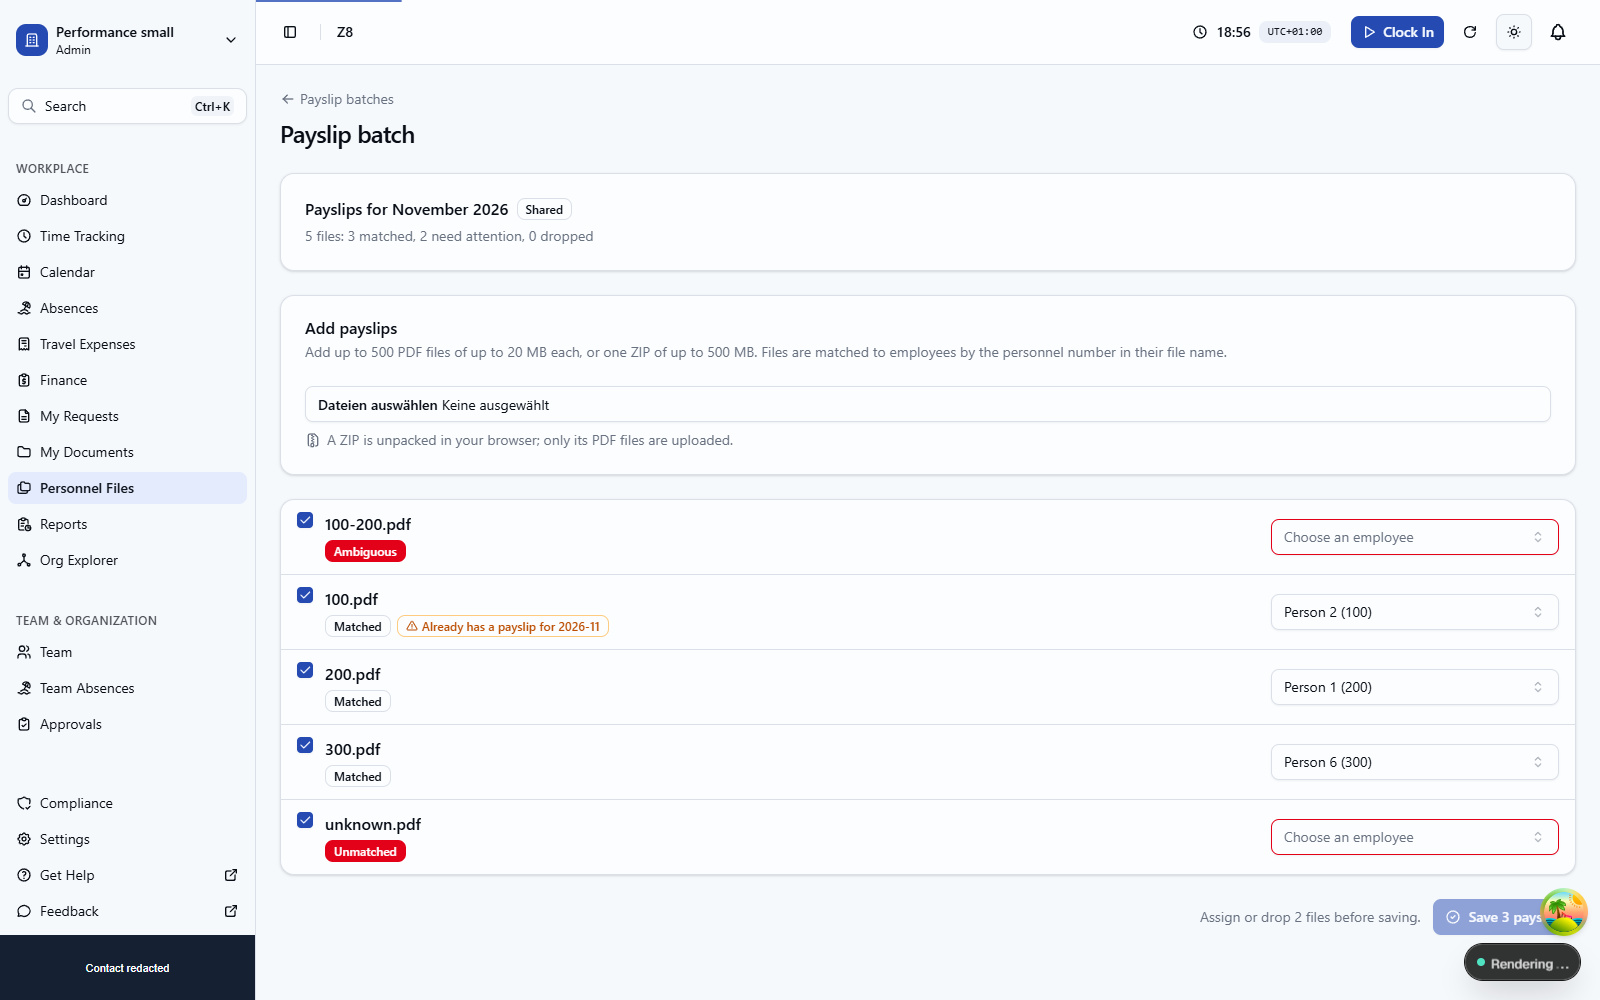 Performance small
Admin
Search
Ctrl+K
WORKPLACE
Dashboard
Time Tracking
Calendar
Absences
Travel Expenses
Finance
My Requests
My Documents
Personnel Files
Reports
Org Explorer
TEAM & ORGANIZATION
Team
Team Absences
Approvals
Compliance
Settings
Get Help
Feedback
Contact redacted
Z8
18:56
UTC+01:00
Clock In
Payslip batches
Payslip batch
Payslips for November 2026 Shared
5 files: 3 matched, 2 need attention, 0 dropped
Add payslips
Add up to 500 PDF files of up to 20 MB each, or one ZIP of up to 500 MB. Files are matched to employees by the personnel number in their file name.
Dateien auswählen Keine ausgewählt
A ZIP is unpacked in your browser; only its PDF files are uploaded.
100-200.pdf
Ambiguous
Choose an employee
100.pdf
Matched
Already has a payslip for 2026-11
Person 2 (100)
200.pdf
Matched
Person 1 (200)
300.pdf
Matched
Person 6 (300)
unknown.pdf
Unmatched
Choose an employee
Assign or drop 2 files before saving.
Save 3 pays
Rendering ...